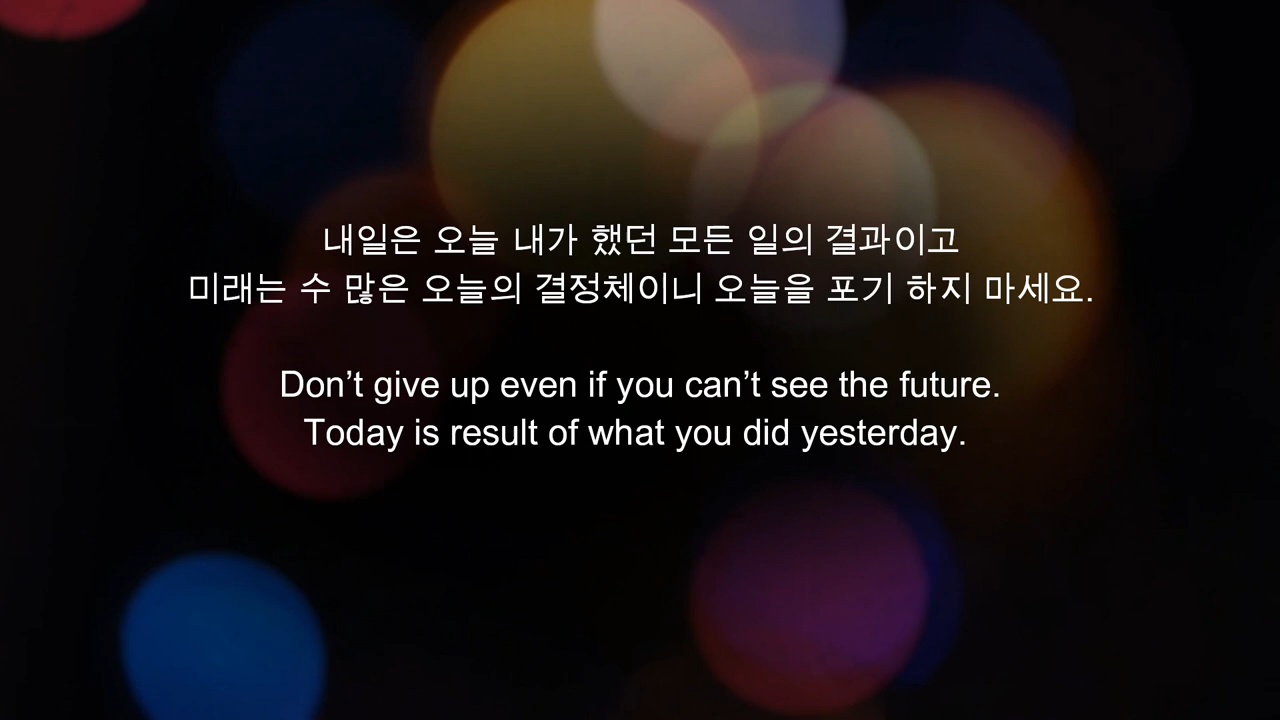 내일은 오늘 내가 했던 모든 일의 결과이고
미래는 수 많은 오늘의 결정체이니 오늘을 포기 하지 마세요.
Don’t give up even if you can’t see the future.
Today is result of what you did yesterday.